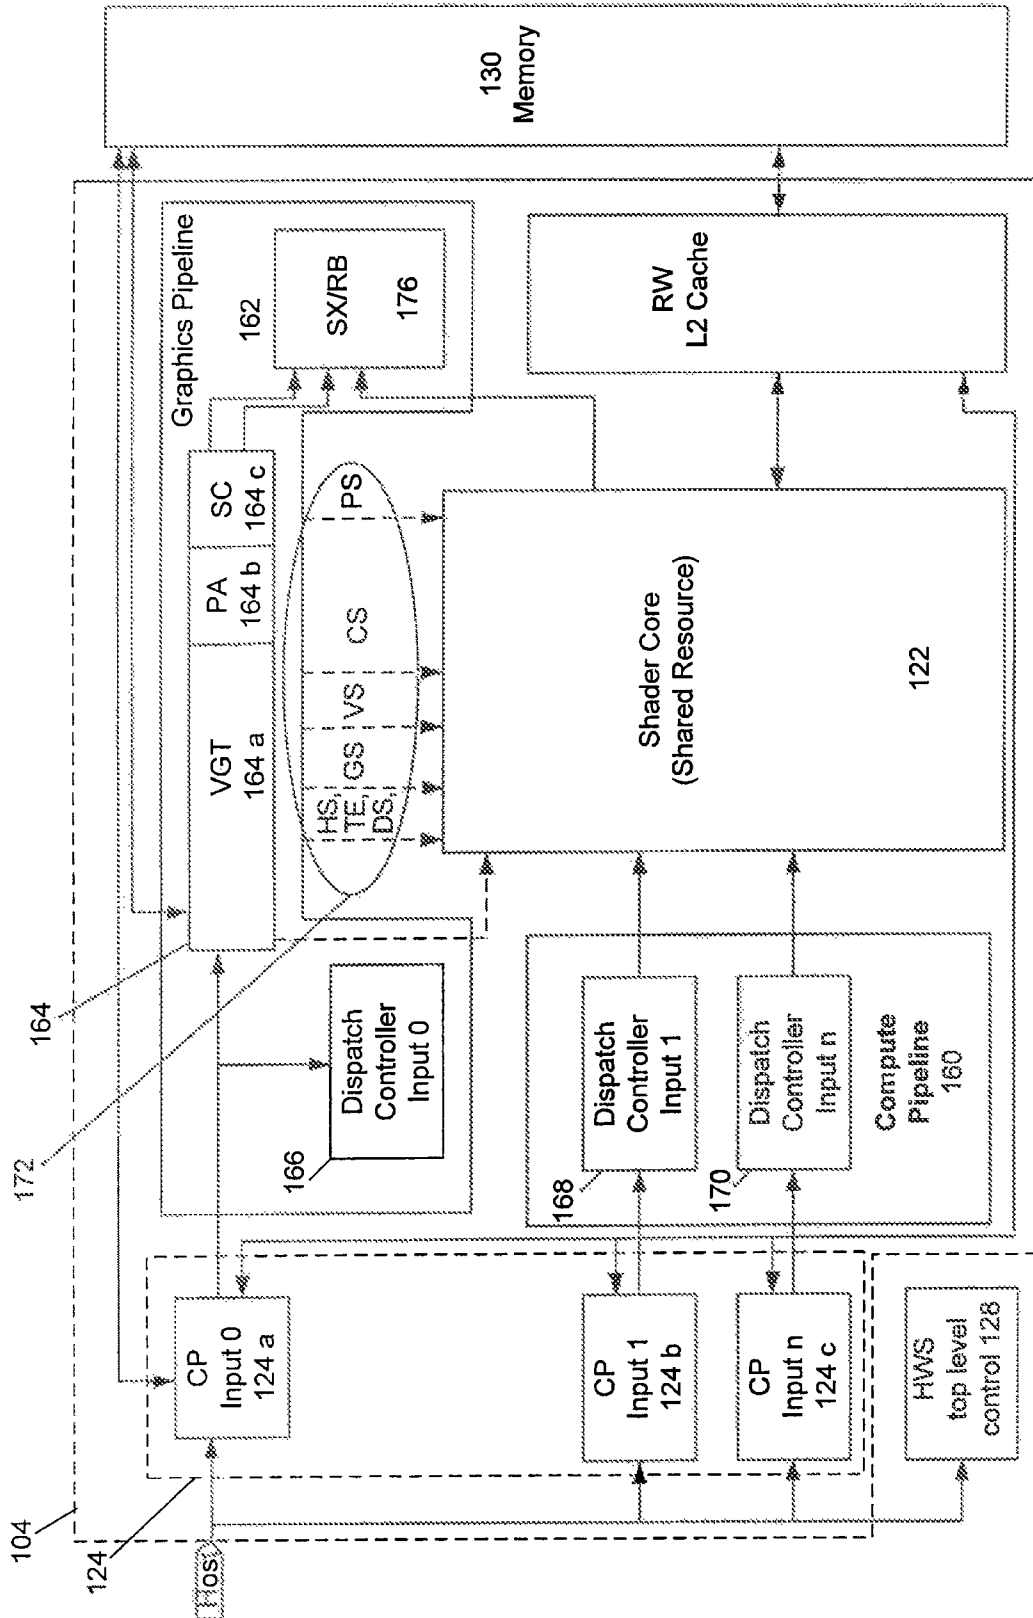 104
124
Host
CP
Input 0
124 a
CP
Input 1
124 b
CP
Input n
124 c
HWS
top level
control 128
172
164
166
Dispatch
Controller
Input 0
168
Dispatch
Controller
Input 1
170
Dispatch
Controller
Input n
Compute
Pipeline
160
Graphics Pipeline
162
VGT
164 a
PA
164 b
SC
164 c
HS,
TE,
DS,
GS
VS
CS
PS
SX/RB
176
Shader Core
(Shared Resource)
122
RW
L2 Cache
130
Memory